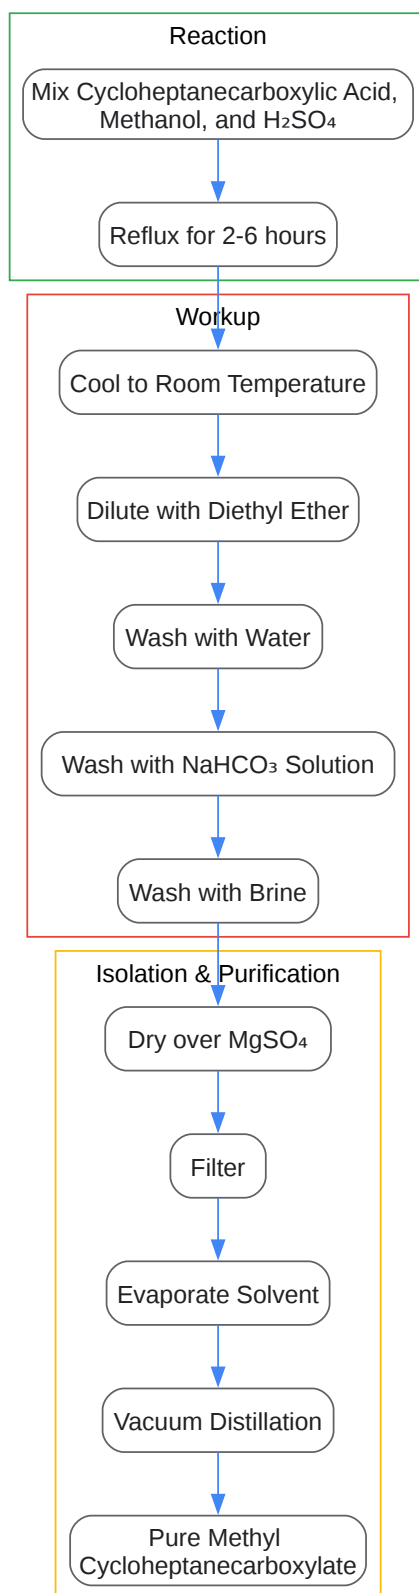 Reaction
Mix Cycloheptanecarboxylic Acid,
Methanol, and H₂SO₄
Reflux for 2-6 hours
Workup
Cool to Room Temperature
Dilute with Diethyl Ether
Wash with Water
Wash with NaHCO₃ Solution
Wash with Brine
Isolation & Purification
Dry over MgSO₄
Filter
Evaporate Solvent
Vacuum Distillation
Pure Methyl
Cycloheptanecarboxylate